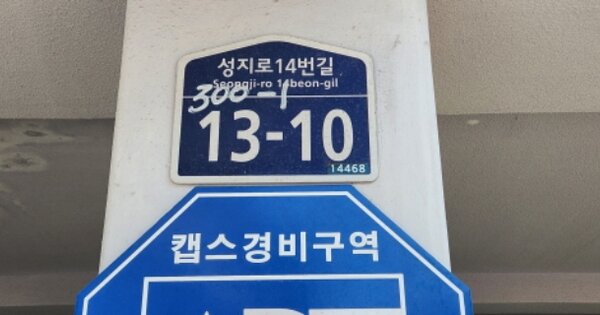 성지로14번길
Seongji-ro 14beon-gil
300-1
13-10
14468
캡스경비구역